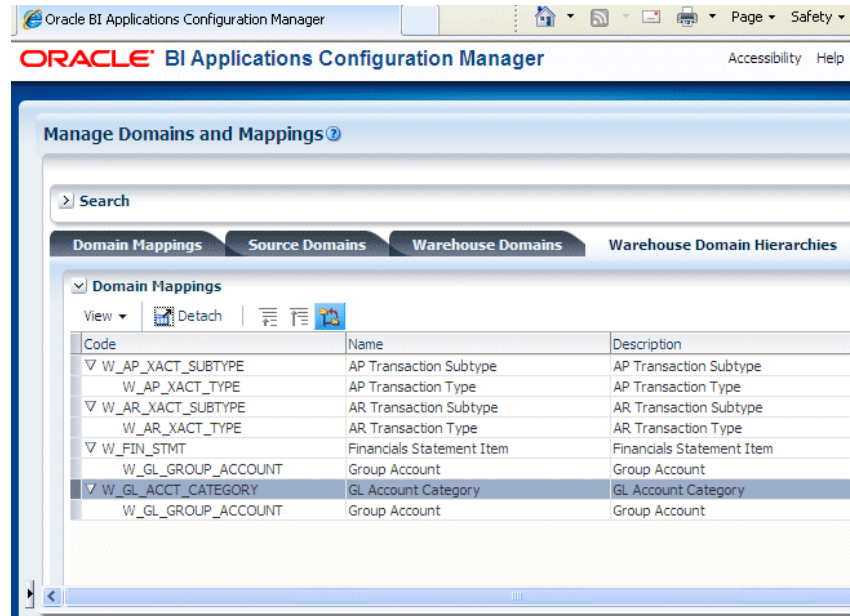 Oracle BI Applications Configuration Manager Page Safety
ORACLE BI Applications Configuration Manager Accessibility Help
Manage Domains and Mappings
Search
Domain Mappings Source Domains Warehouse Domains Warehouse Domain Hierarchies
Domain Mappings
View Detach
Code Name Description
W_AP_XACT_SUBTYPE AP Transaction Subtype AP Transaction Subtype
W_AP_XACT_TYPE AP Transaction Type AP Transaction Type
W_AR_XACT_SUBTYPE AR Transaction Subtype AR Transaction Subtype
W_AR_XACT_TYPE AR Transaction Type AR Transaction Type
W_FIN_STMT Financials Statement Item Financials Statement Item
W_GL_GROUP_ACCOUNT Group Account Group Account
W_GL_ACCT_CATEGORY GL Account Category GL Account Category
W_GL_GROUP_ACCOUNT Group Account Group Account